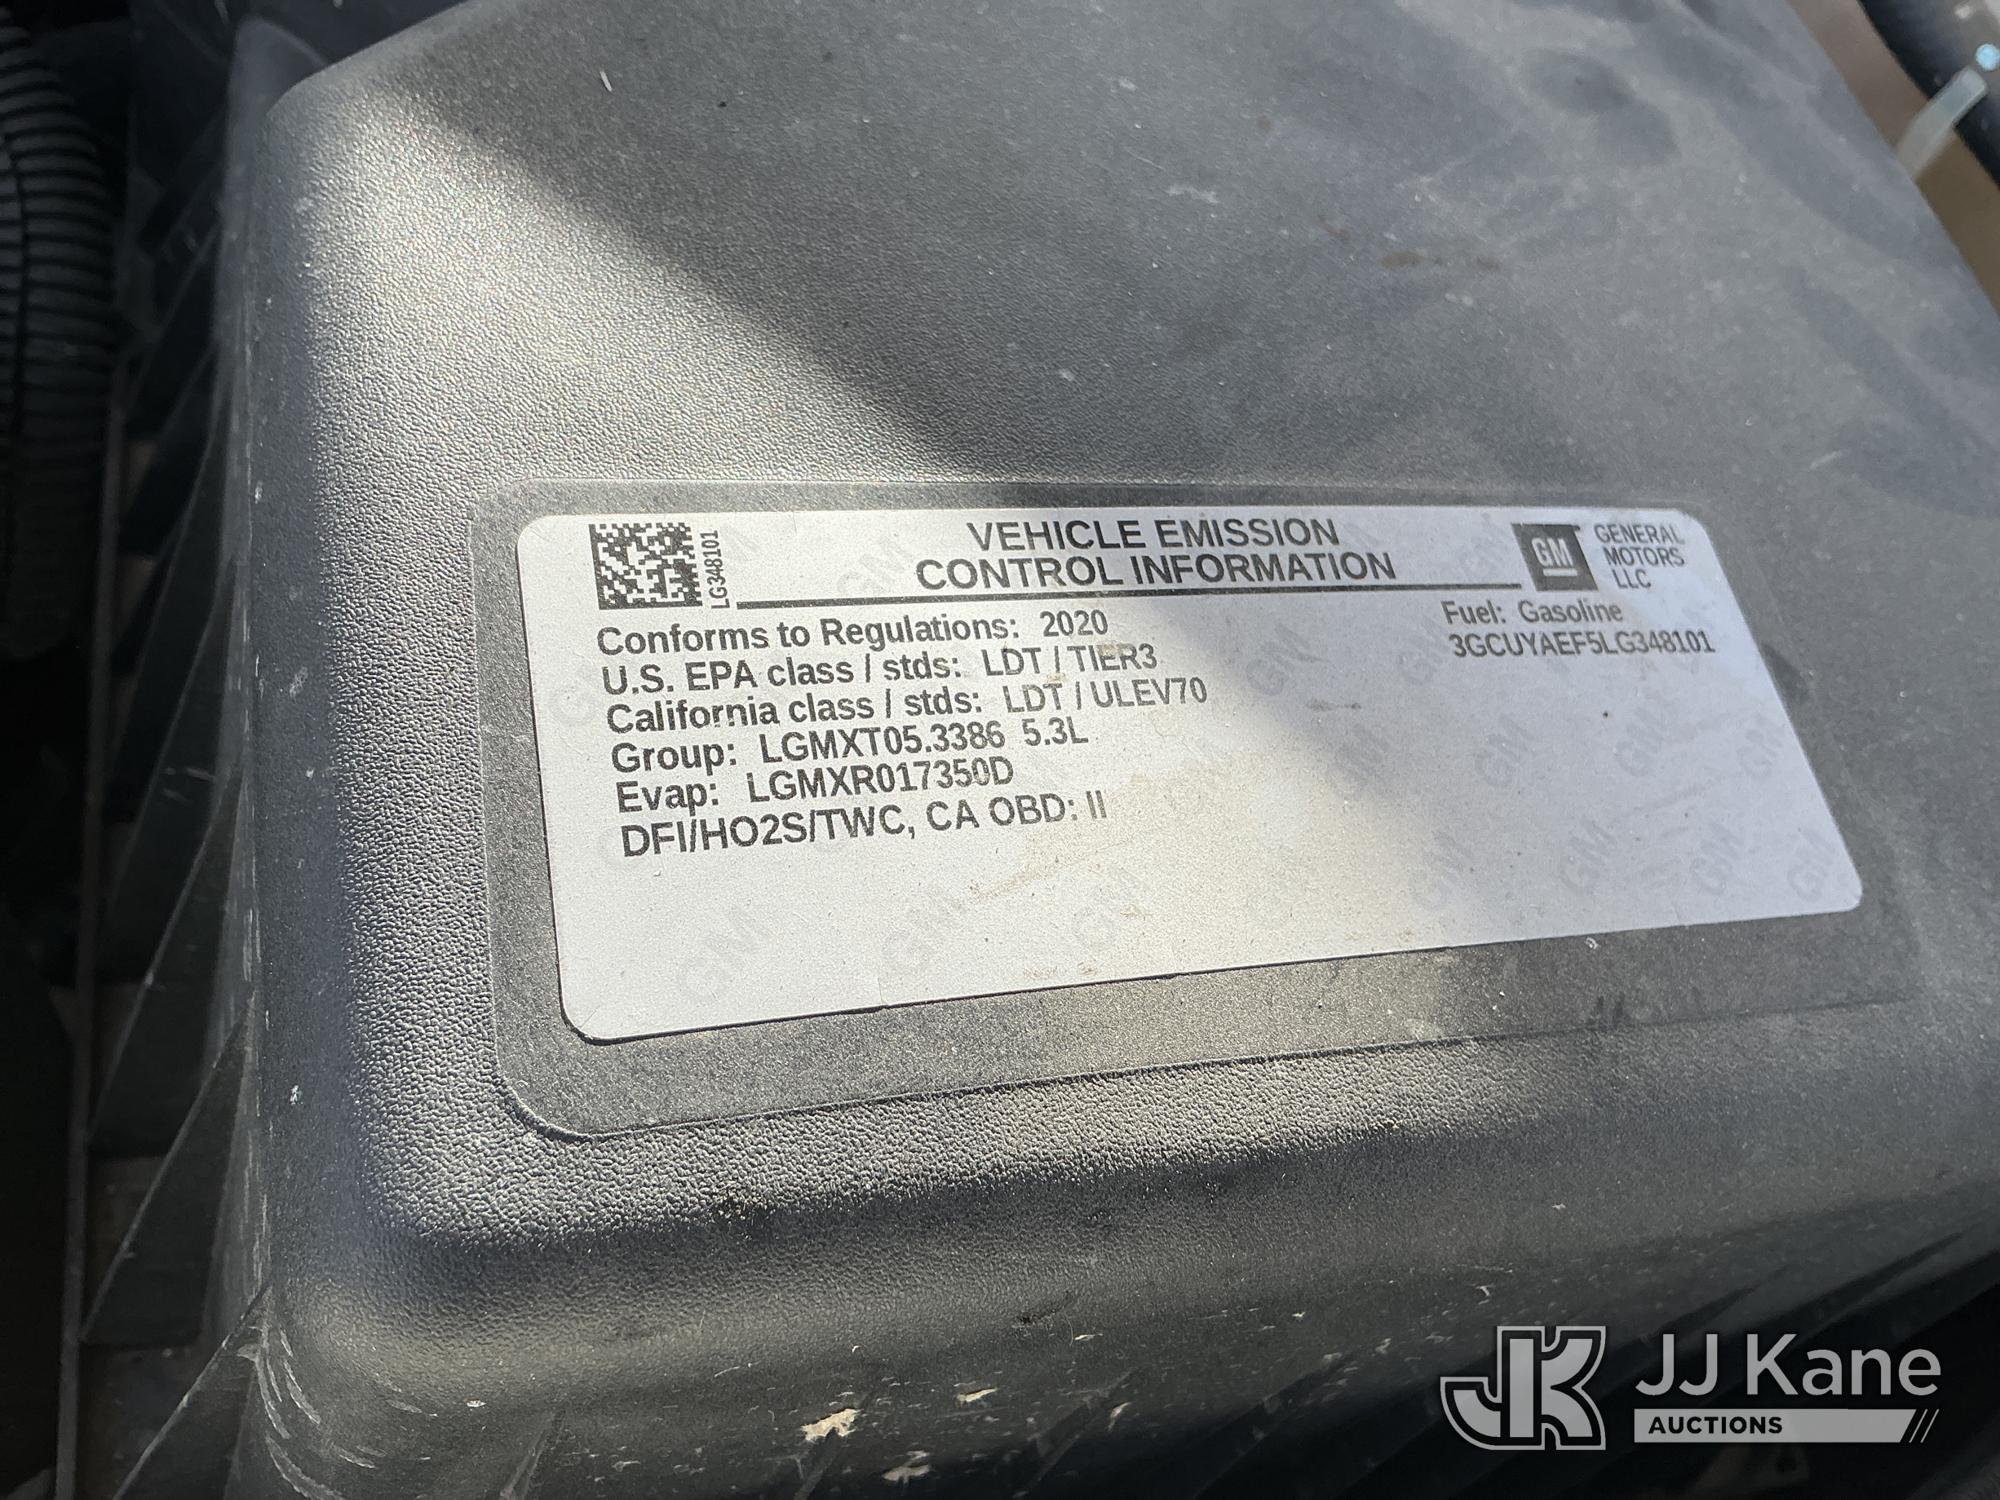 LG348101
VEHICLE EMISSION
CONTROL INFORMATION
GM
GENERAL
MOTORS
LLC
Conforms to Regulations: 2020
U.S. EPA class / stds: LDT / TIER3
California class / stds: LDT / ULEV70
Group: LGMXT05.3386 5.3L
Evap: LGMXR017350D
DFI/HO2S/TWC, CA OBD: II
Fuel: Gasoline
3GCUYAEF5LG348101
JK JJ Kane
AUCTIONS